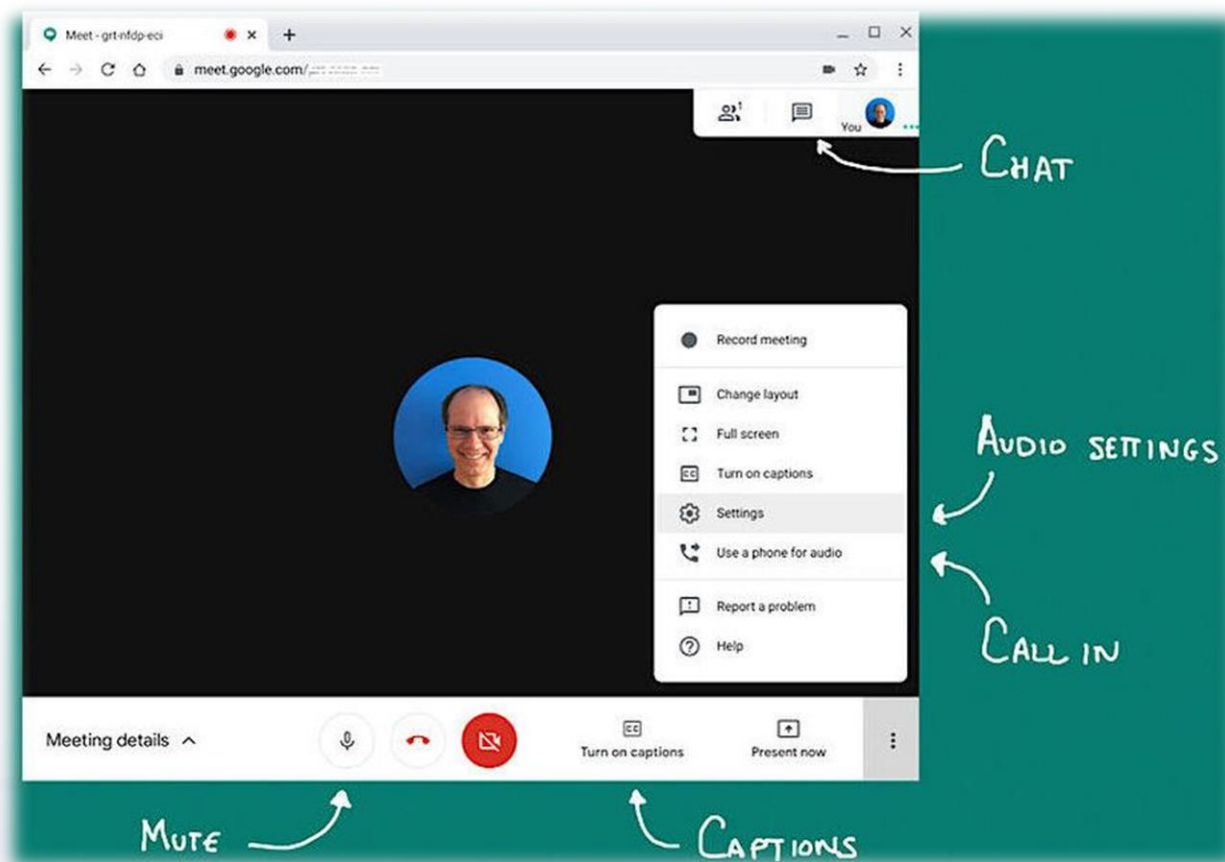 Meet - grt-nfdp-eci
meet.google.com/
1
You
CHAT
Record meeting
Change layout
Full screen
Turn on captions
Settings
Use a phone for audio
Report a problem
Help
AUDIO SETTINGS
CALL IN
Meeting details
Turn on captions
Present now
MUTE
CAPTIONS